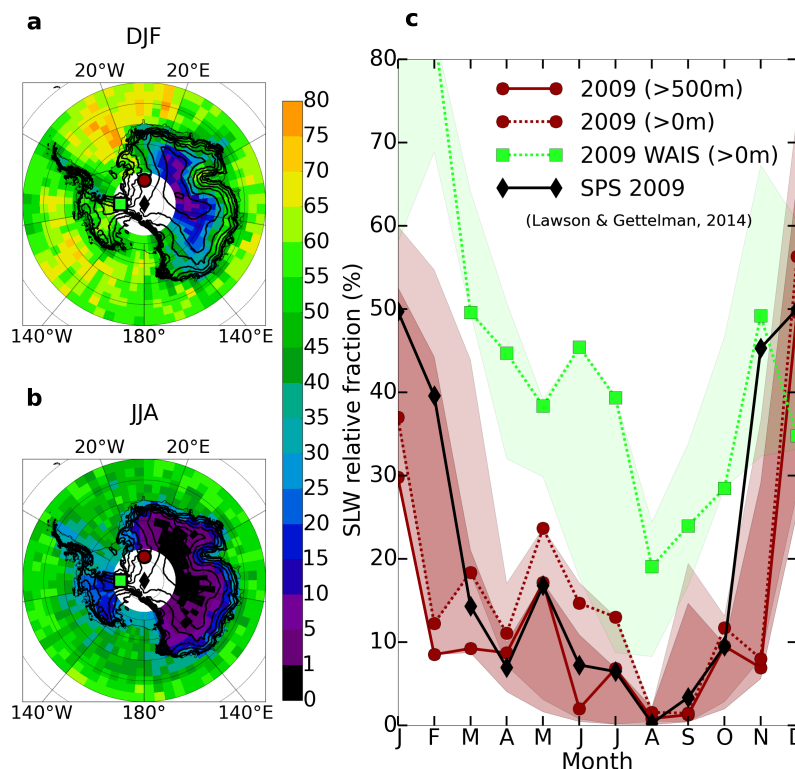 a
DJF
20°W
20°E
140°W
180°
140°E
b
JJA
20°W
20°E
140°W
180°
140°E
80
75
70
65
60
55
50
45
40
35
30
25
20
15
10
5
1
0
c
SLW relative fraction (%)
80
70
60
50
40
30
20
10
0
2009 (>500m)
2009 (>0m)
2009 WAIS (>0m)
SPS 2009
(Lawson & Gettelman, 2014)
J F M A M J J A S O N D
Month